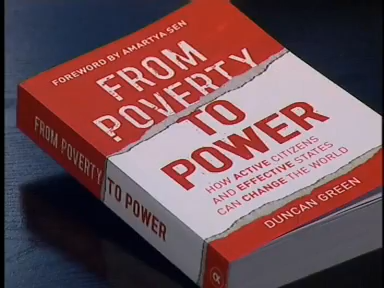 FOREWORD BY AMARTYA SEN
FROM
POVERTY
TO
POWER
HOW ACTIVE CITIZENS
AND EFFECTIVE STATES
CAN CHANGE THE WORLD
DUNCAN GREEN
FROM POVERTY TO POWER